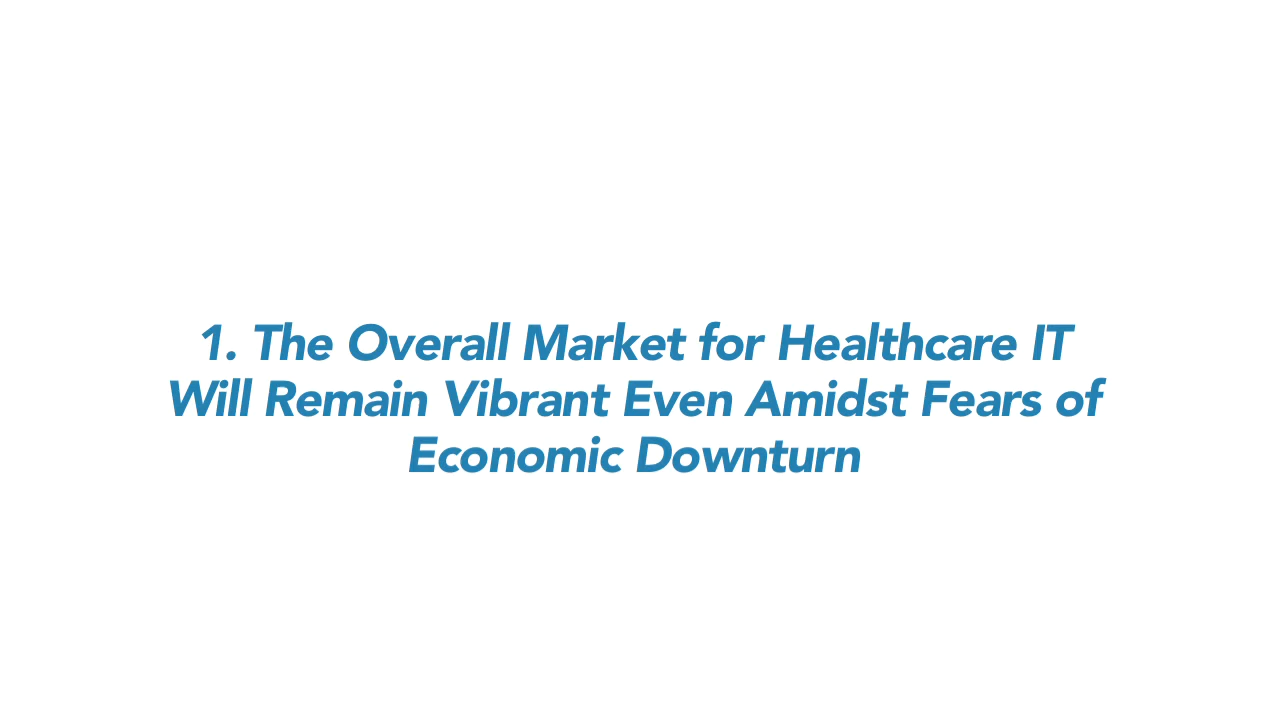 1. The Overall Market for Healthcare IT
Will Remain Vibrant Even Amidst Fears of
Economic Downturn